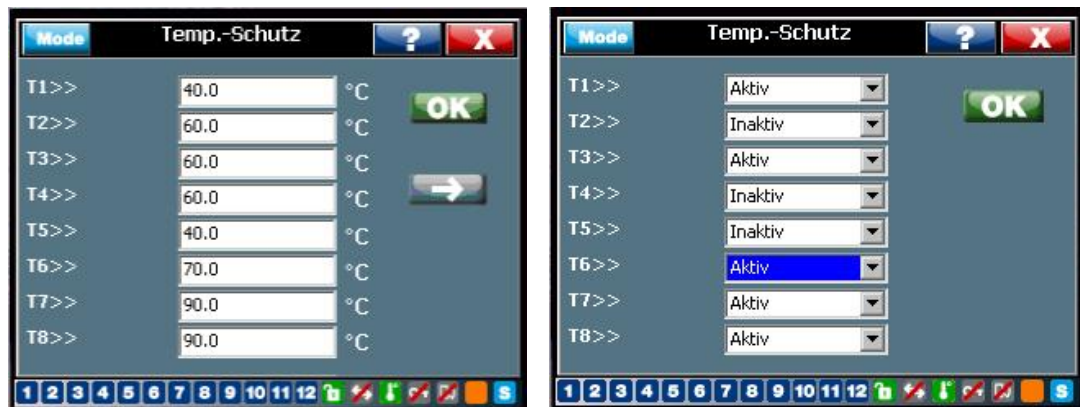 Mode Temp.-Schutz ? X
T1>> 40.0 °C
OK
T2>> 60.0 °C
T3>> 60.0 °C
T4>> 60.0 °C
T5>> 40.0 °C
T6>> 70.0 °C
T7>> 90.0 °C
T8>> 90.0 °C
1 2 3 4 5 6 7 8 9 10 11 12 S
Mode Temp.-Schutz ? X
T1>> Aktiv
OK
T2>> Inaktiv
T3>> Aktiv
T4>> Inaktiv
T5>> Inaktiv
T6>> Aktiv
T7>> Aktiv
T8>> Aktiv
1 2 3 4 5 6 7 8 9 10 11 12 S